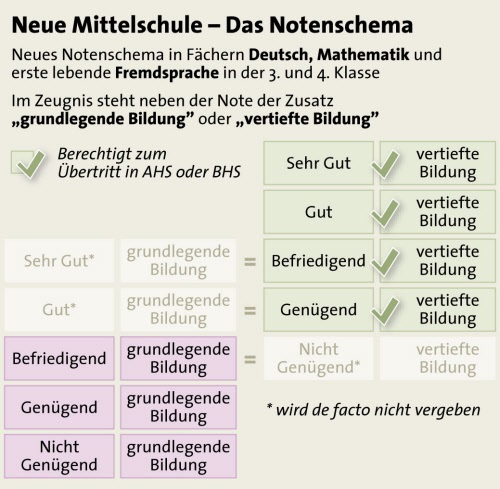 Neue Mittelschule – Das Notenschema
Neues Notenschema in Fächern Deutsch, Mathematik und
erste lebende Fremdsprache in der 3. und 4. Klasse
Im Zeugnis steht neben der Note der Zusatz
„grundlegende Bildung” oder „vertiefte Bildung”
Berechtigt zum
Übertritt in AHS oder BHS
Sehr Gut
vertiefte
Bildung
Gut
vertiefte
Bildung
Sehr Gut*
grundlegende
Bildung
=
Befriedigend
vertiefte
Bildung
Gut*
grundlegende
Bildung
=
Genügend
vertiefte
Bildung
Befriedigend
grundlegende
Bildung
=
Nicht
Genügend*
vertiefte
Bildung
Genügend
grundlegende
Bildung
* wird de facto nicht vergeben
Nicht
Genügend
grundlegende
Bildung